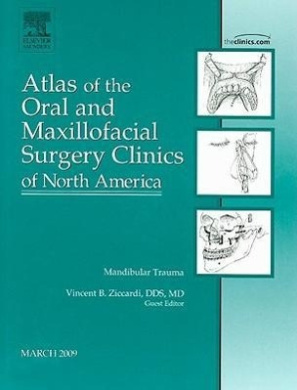 ELSEVIER
SAUNDERS
theclinics.com
Atlas of the
Oral and
Maxillofacial
Surgery Clinics
of North America
Mandibular Trauma
Vincent B. Ziccardi, DDS, MD
Guest Editor
MARCH 2009